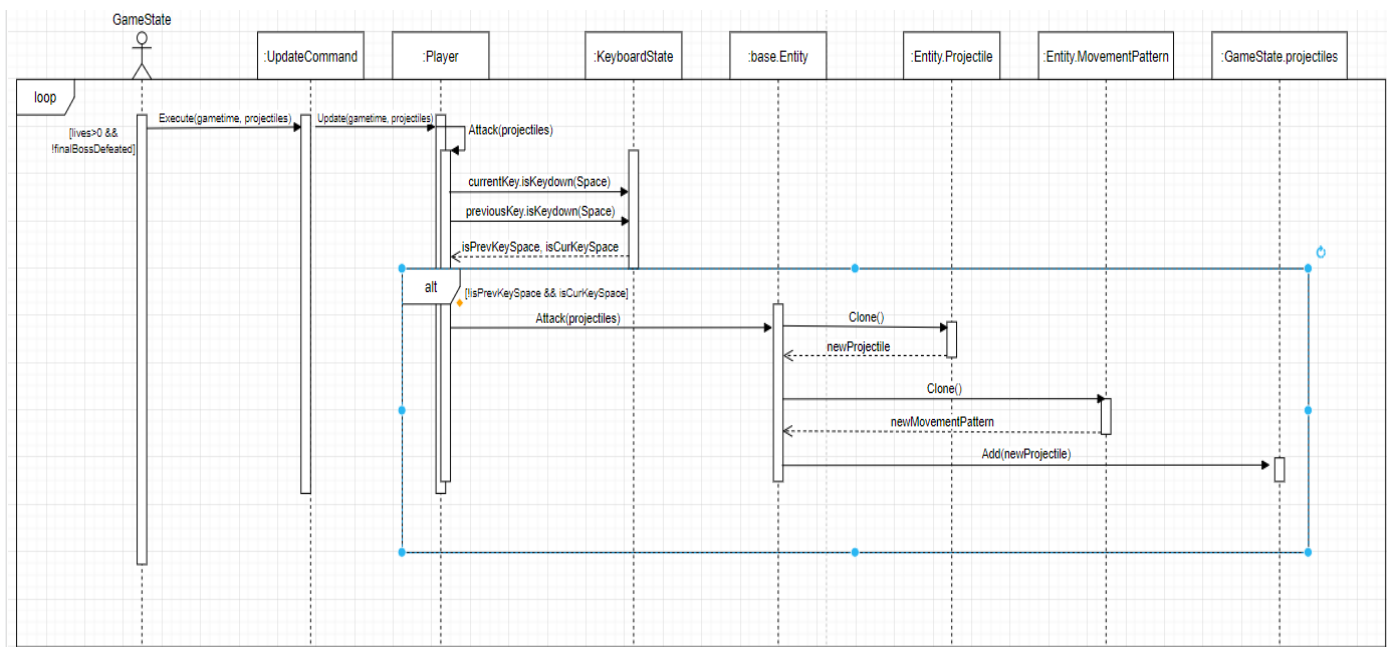 GameState
:UpdateCommand
:Player
:KeyboardState
:base.Entity
:Entity.Projectile
:Entity.MovementPattern
:GameState.projectiles
loop
[lives>0 &&
!finalBossDefeated]
Execute(gametime, projectiles)
Update(gametime, projectiles)
Attack(projectiles)
currentKey.isKeydown(Space)
previousKey.isKeydown(Space)
isPrevKeySpace, isCurKeySpace
alt
[!isPrevKeySpace && isCurKeySpace]
Attack(projectiles)
Clone()
newProjectile
Clone()
newMovementPattern
Add(newProjectile)